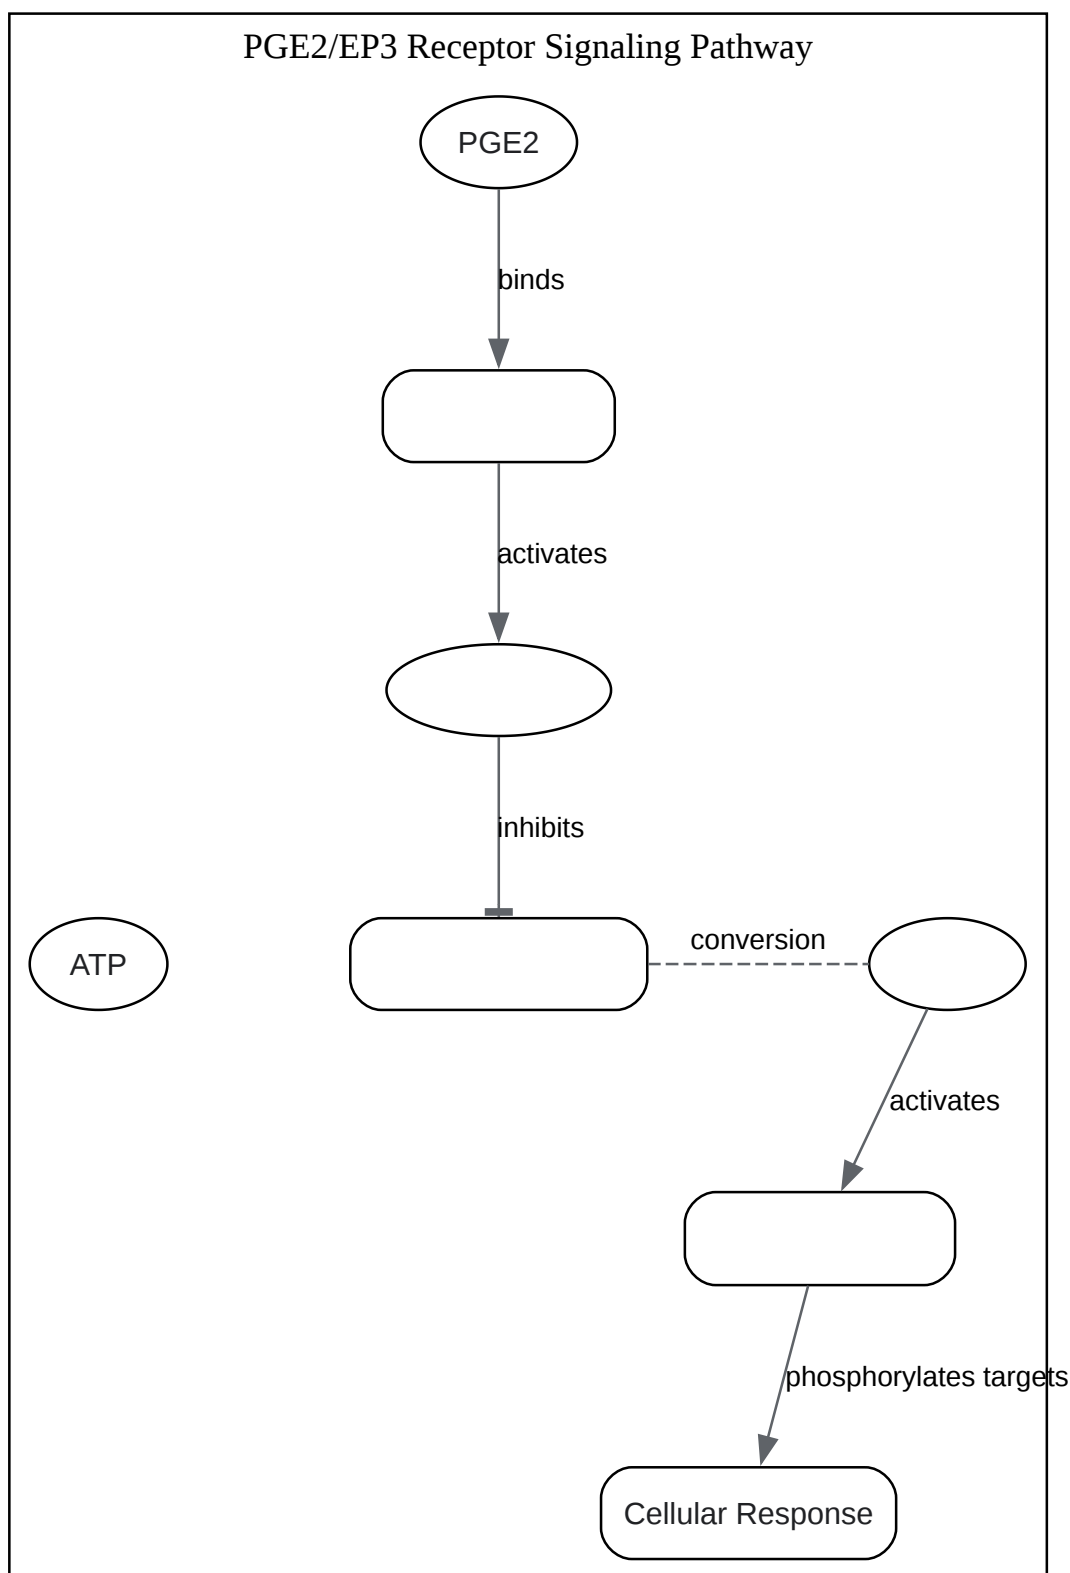 PGE2/EP3 Receptor Signaling Pathway
PGE2
binds
activates
inhibits
ATP
conversion
activates
phosphorylates targets
Cellular Response